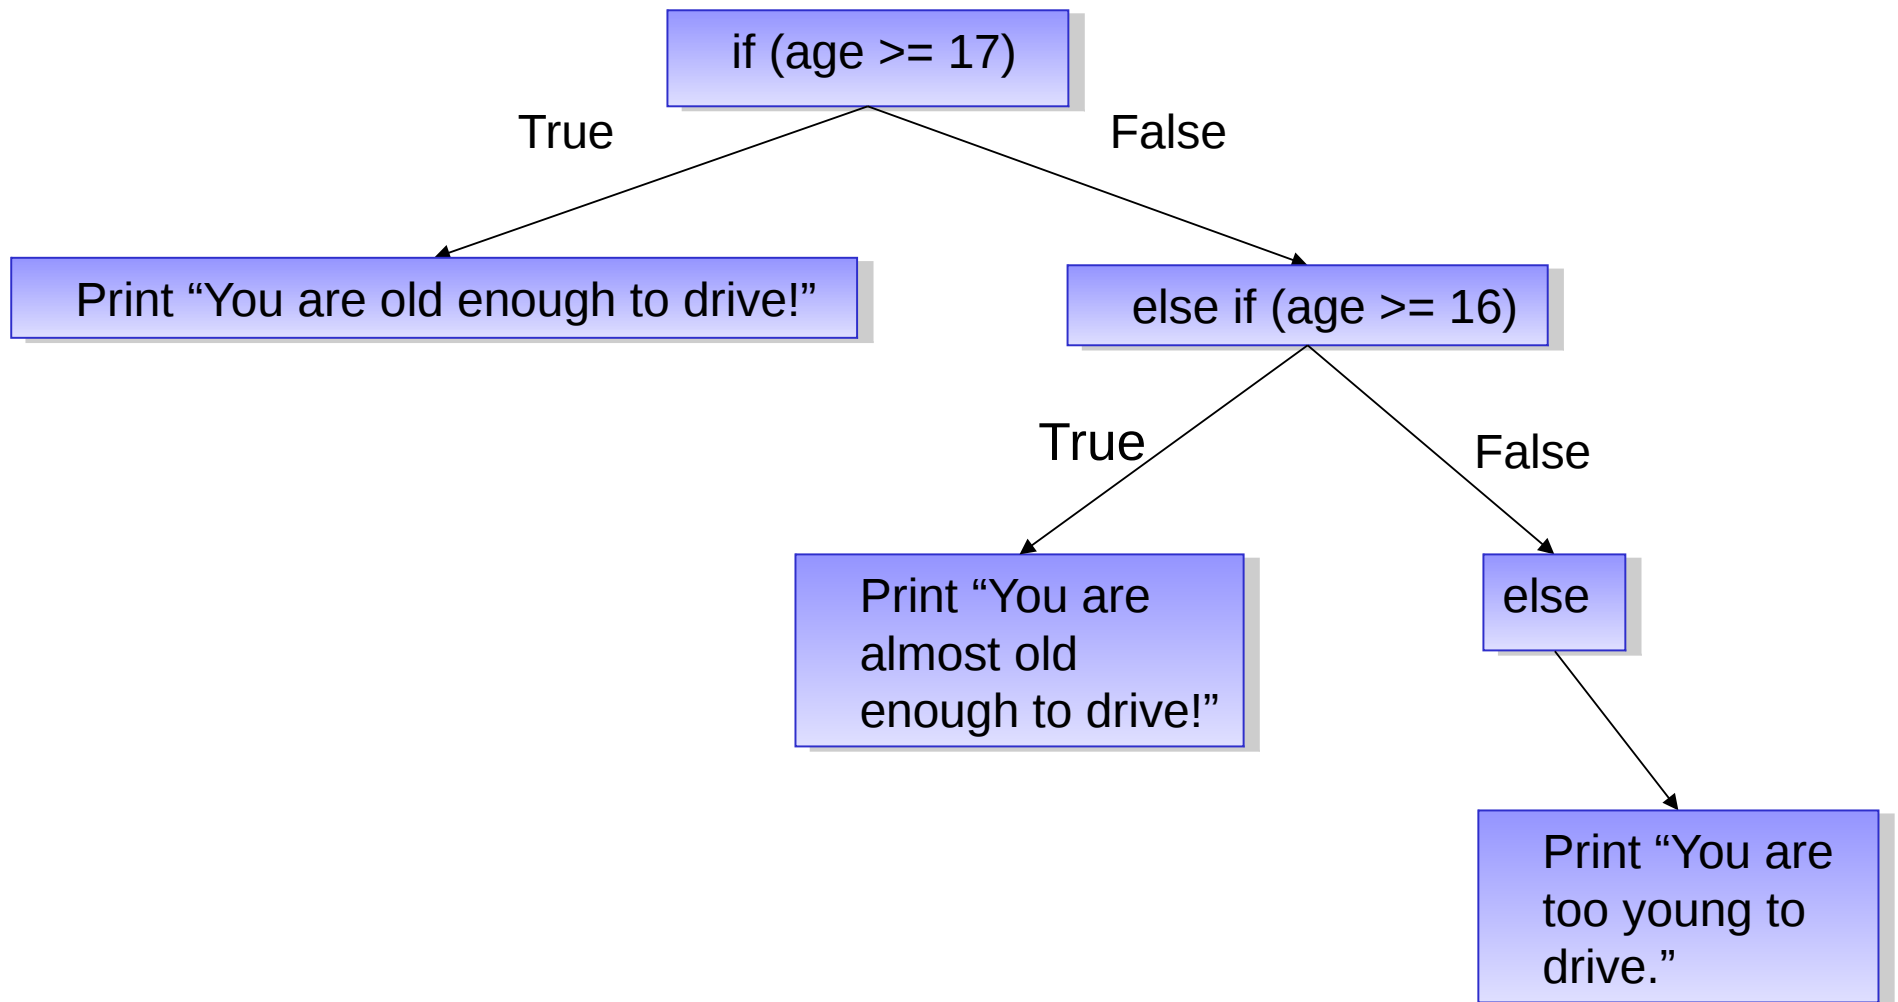 if (age >= 17)
True
False
Print “You are old enough to drive!”
else if (age >= 16)
True
False
Print “You are
almost old
enough to drive!”
else
Print “You are
too young to
drive.”